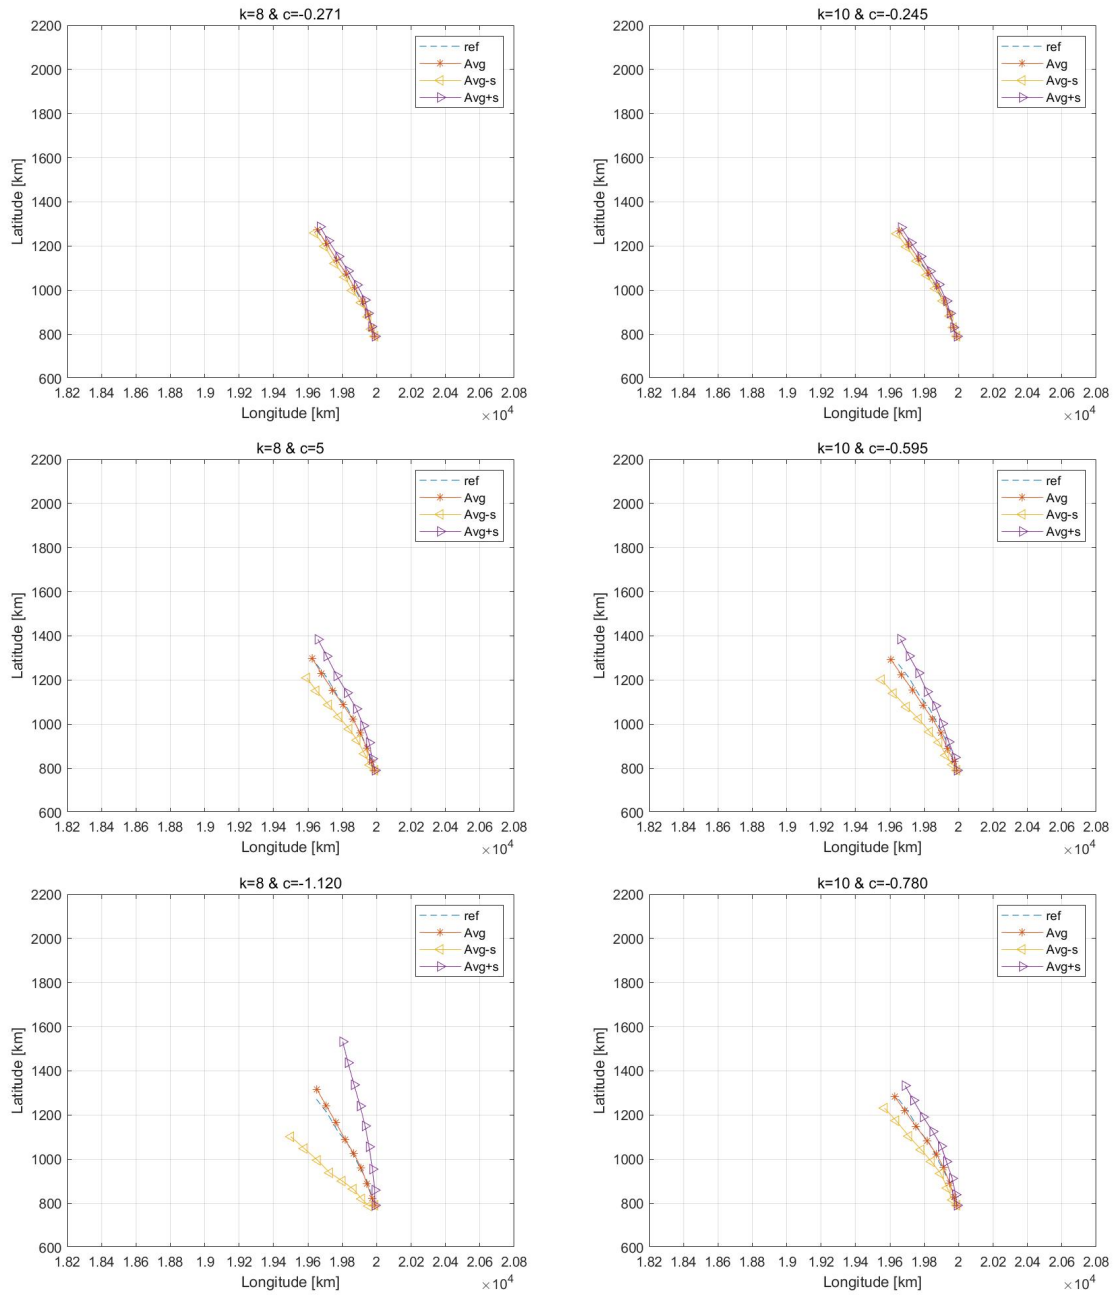 k=8 & c=-0.271
2200
2000
1800
1600
1400
1200
1000
800
600
Latitude [km]
ref
Avg
Avg-s
Avg+s
1.82 1.84 1.86 1.88 1.9 1.92 1.94 1.96 1.98 2 2.02 2.04 2.06 2.08
Longitude [km]
×10^4
k=10 & c=-0.245
2200
2000
1800
1600
1400
1200
1000
800
600
Latitude [km]
ref
Avg
Avg-s
Avg+s
1.82 1.84 1.86 1.88 1.9 1.92 1.94 1.96 1.98 2 2.02 2.04 2.06 2.08
Longitude [km]
×10^4
k=8 & c=5
2200
2000
1800
1600
1400
1200
1000
800
600
Latitude [km]
ref
Avg
Avg-s
Avg+s
1.82 1.84 1.86 1.88 1.9 1.92 1.94 1.96 1.98 2 2.02 2.04 2.06 2.08
Longitude [km]
×10^4
k=10 & c=-0.595
2200
2000
1800
1600
1400
1200
1000
800
600
Latitude [km]
ref
Avg
Avg-s
Avg+s
1.82 1.84 1.86 1.88 1.9 1.92 1.94 1.96 1.98 2 2.02 2.04 2.06 2.08
Longitude [km]
×10^4
k=8 & c=-1.120
2200
2000
1800
1600
1400
1200
1000
800
600
Latitude [km]
ref
Avg
Avg-s
Avg+s
1.82 1.84 1.86 1.88 1.9 1.92 1.94 1.96 1.98 2 2.02 2.04 2.06 2.08
Longitude [km]
×10^4
k=10 & c=-0.780
2200
2000
1800
1600
1400
1200
1000
800
600
Latitude [km]
ref
Avg
Avg-s
Avg+s
1.82 1.84 1.86 1.88 1.9 1.92 1.94 1.96 1.98 2 2.02 2.04 2.06 2.08
Longitude [km]
×10^4